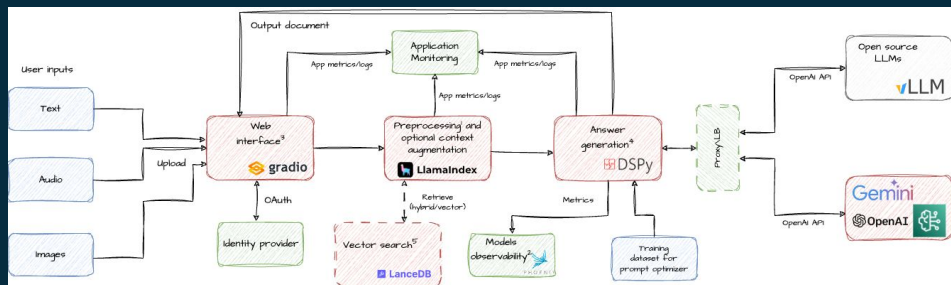 Output document
User inputs
Text
Audio
Images
Upload
Web
interface³
gradio
OAuth
Identity provider
App metrics/logs
Application
Monitoring
App metrics/logs
App metrics/logs
Preprocessing¹ and
optional context
augmentation
LlamaIndex
Retrieve
(hybrid/vector)
Vector search⁵
LanceDB
Answer
generation⁴
DSPy
Metrics
Models
observability²
PHOENIX
Training
dataset for
prompt optimizer
Proxy\LB
OpenAI API
Open source
LLMs
vLLM
OpenAI API
Gemini
OpenAI